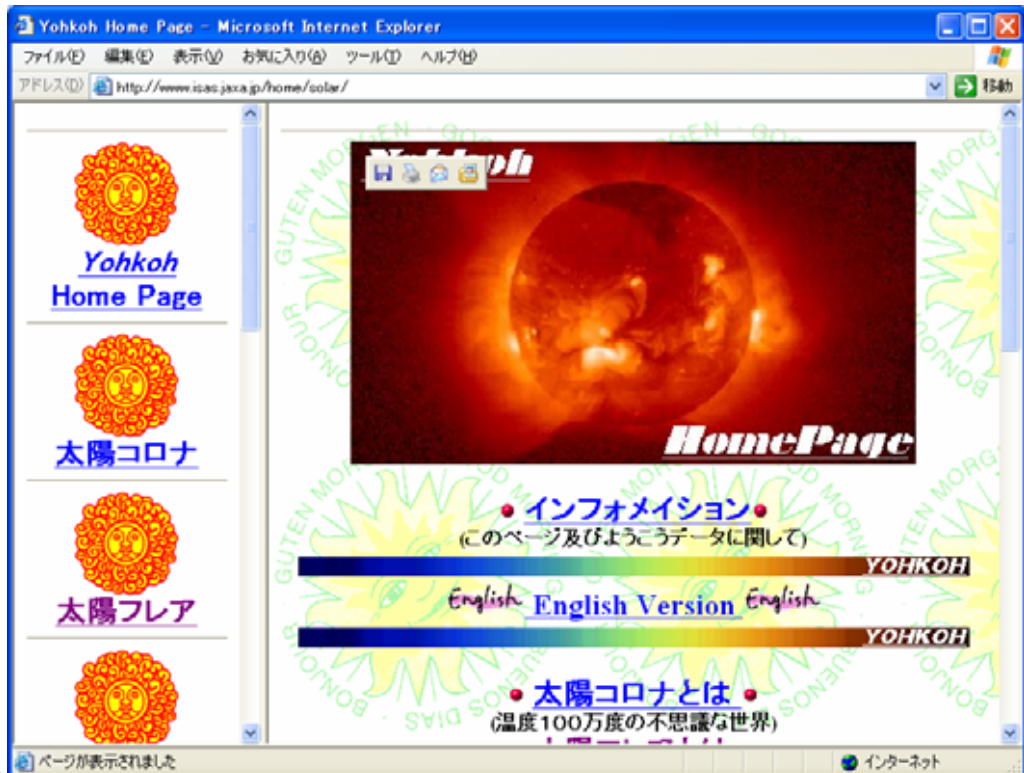 Yohkoh Home Page - Microsoft Internet Explorer
ファイル(F) 編集(E) 表示(V) お気に入り(A) ツール(T) ヘルプ(H)
アドレス(D) http://www.isas.jaxa.jp/home/solar/ 移動
Yohkoh
Home Page
太陽コロナ
太陽フレア
Yohkoh
HomePage
インフォメイション
(このページ及びようこうデータに関して)
YOHKOH
English English Version English
YOHKOH
太陽コロナとは
(温度100万度の不思議な世界)
GUTEN MORGEN
BONJOUR
BUENOS DIAS
ページが表示されました インターネット